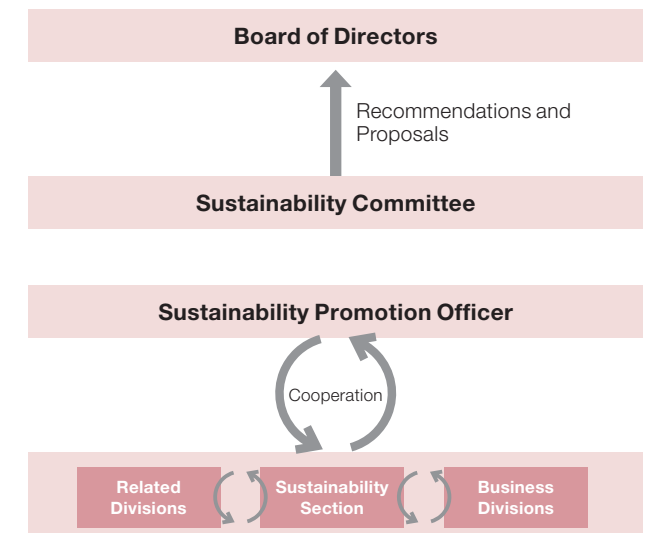 Board of Directors
Recommendations and
Proposals
Sustainability Committee
Sustainability Promotion Officer
Cooperation
Related
Divisions
Sustainability
Section
Business
Divisions